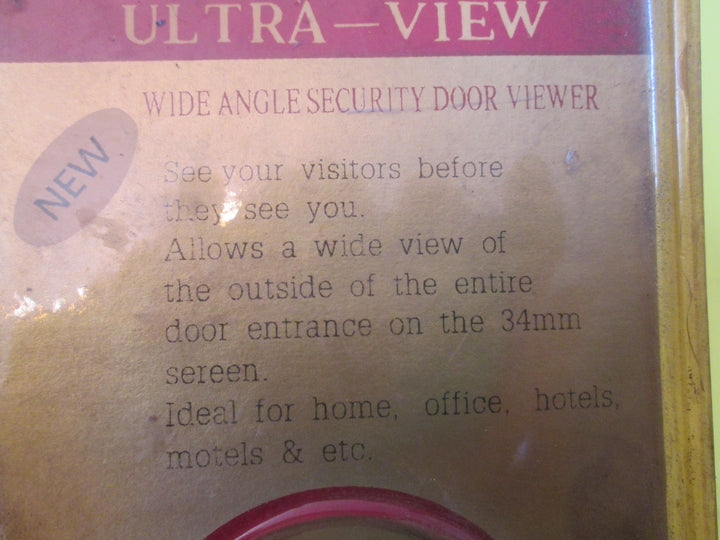 ULTRA—VIEW
WIDE ANGLE SECURITY DOOR VIEWER
NEW
See your visitors before
they see you.
Allows a wide view of
the outside of the entire
door entrance on the 34mm
sereen.
Ideal for home, office, hotels,
motels & etc.